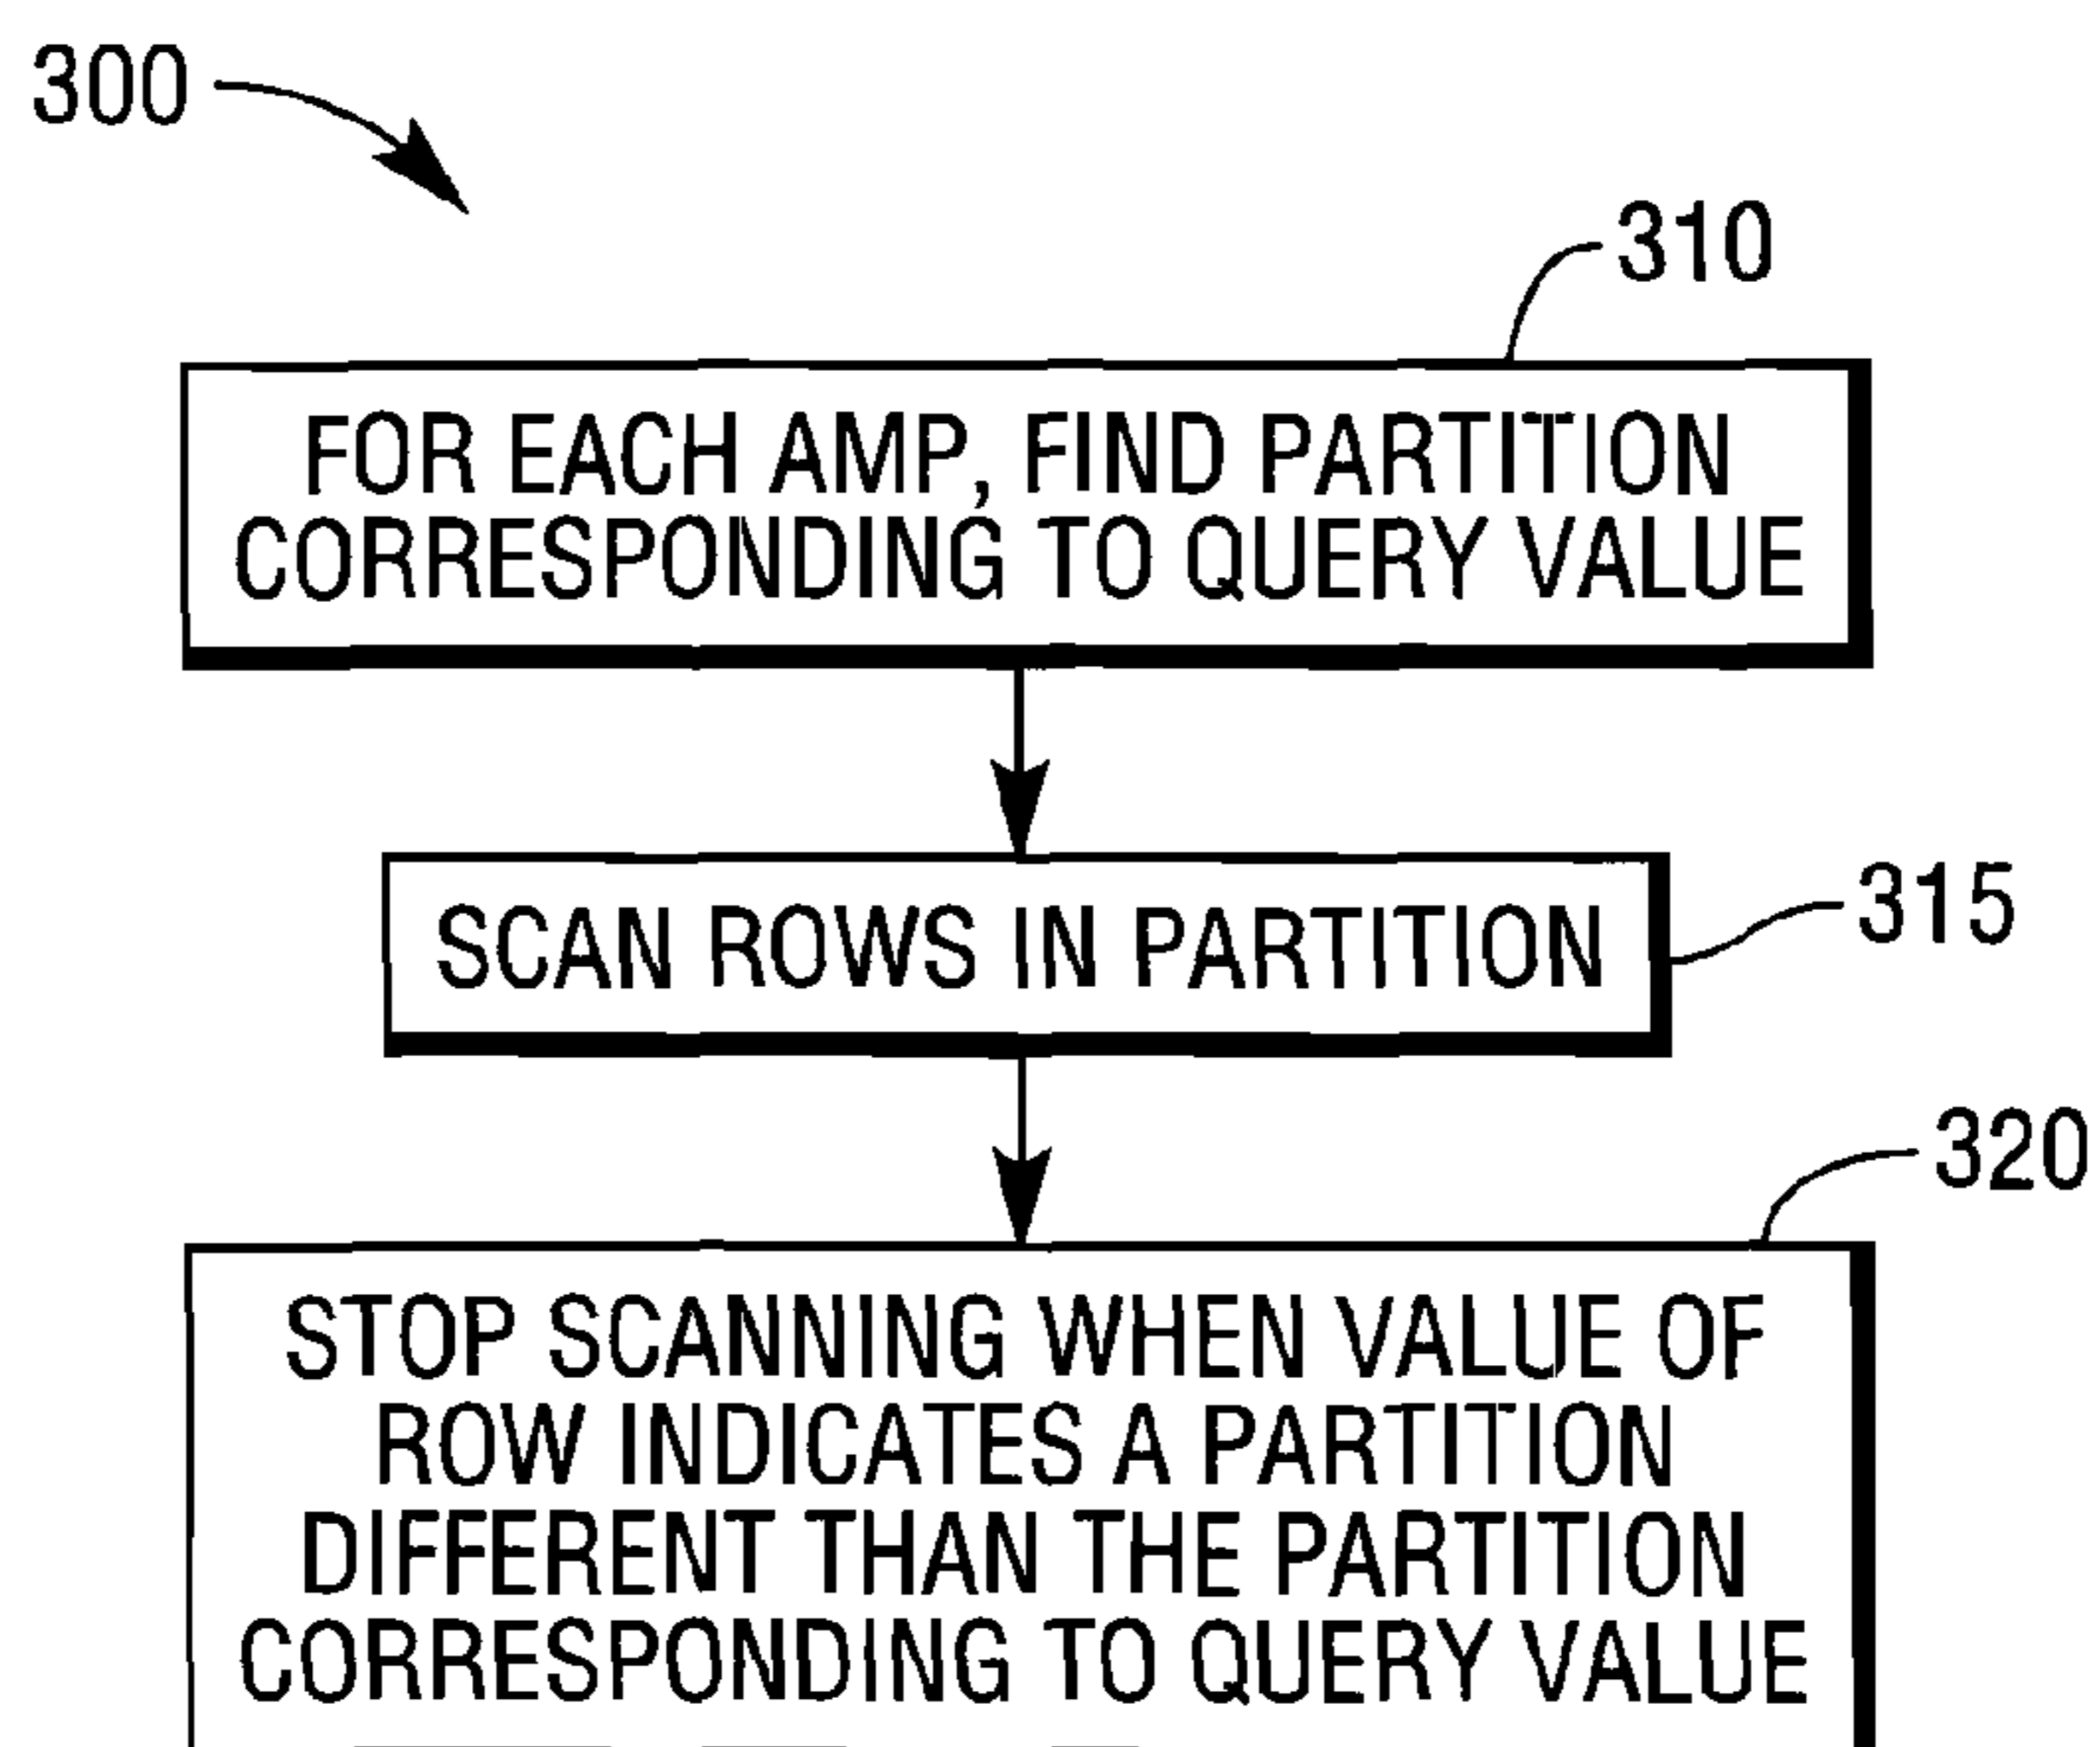 300
310
FOR EACH AMP, FIND PARTITION
CORRESPONDING TO QUERY VALUE
SCAN ROWS IN PARTITION
315
320
STOP SCANNING WHEN VALUE OF
ROW INDICATES A PARTITION
DIFFERENT THAN THE PARTITION
CORRESPONDING TO QUERY VALUE